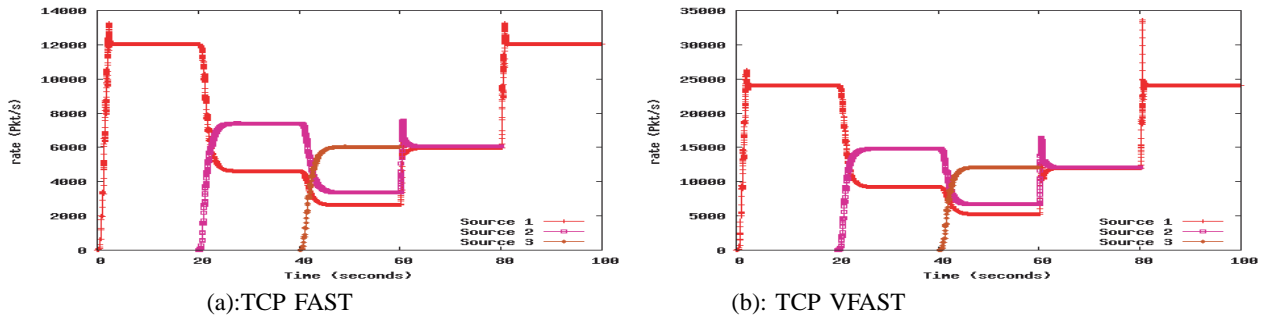 14000
12000
10000
8000
6000
4000
2000
0
rate (Pkt/s)
0 20 40 60 80 100
Time (seconds)
Source 1
Source 2
Source 3
(a):TCP FAST
35000
30000
25000
20000
15000
10000
5000
0
rate (Pkt/s)
0 20 40 60 80 100
Time (seconds)
Source 1
Source 2
Source 3
(b): TCP VFAST